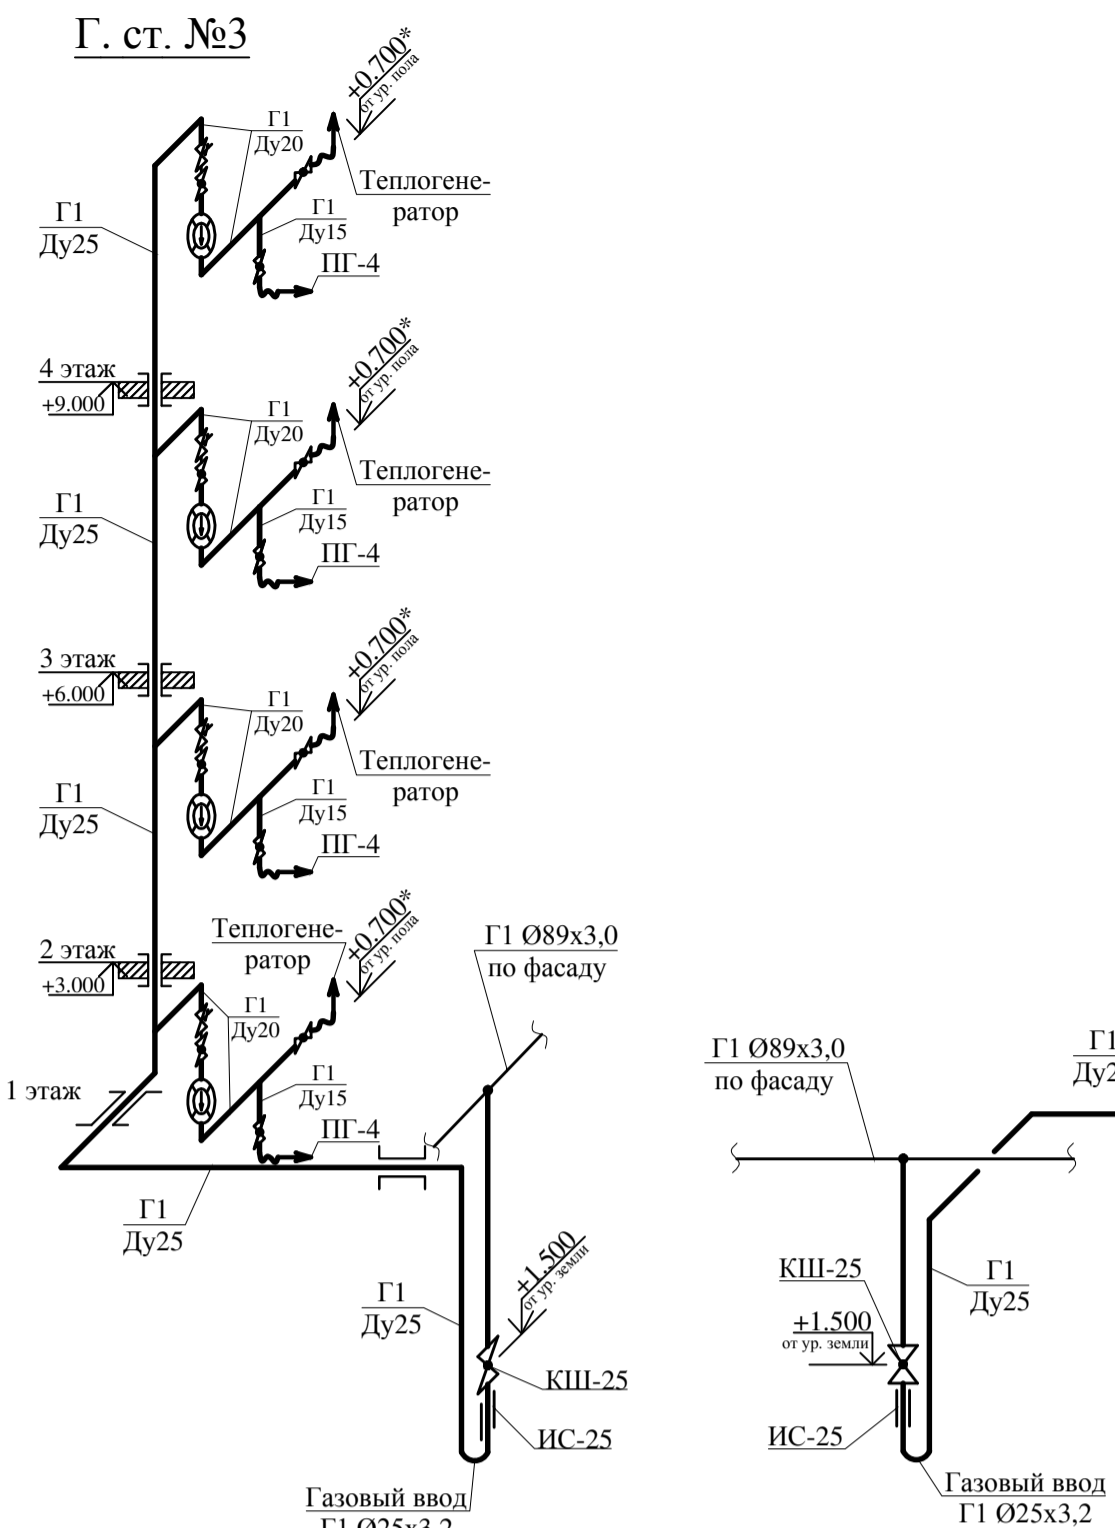 Г. ст. №3
+0.700*
от ур. пола
Г1
Ду20
Теплогене-
ратор
Г1
Ду25
Г1
Ду15
ПГ-4
4 этаж
+9.000
+0.700*
от ур. пола
Г1
Ду20
Теплогене-
ратор
Г1
Ду25
Г1
Ду15
ПГ-4
3 этаж
+6.000
+0.700*
от ур. пола
Г1
Ду20
Теплогене-
ратор
Г1
Ду25
Г1
Ду15
ПГ-4
2 этаж
+3.000
Теплогене-
ратор
+0.700*
от ур. пола
Г1
Ду20
Г1
Ду15
ПГ-4
1 этаж
Г1
Ду25
Г1 Ø89х3,0
по фасаду
Г1
Ду25
+1.500
от ур. земли
КШ-25
ИС-25
Газовый ввод
Г1 Ø25х3,2
Г1 Ø89х3,0
по фасаду
Г1
КШ-25
+1.500
от ур. земли
Г1
Ду25
ИС-25
Газовый ввод
Г1 Ø25х3,2